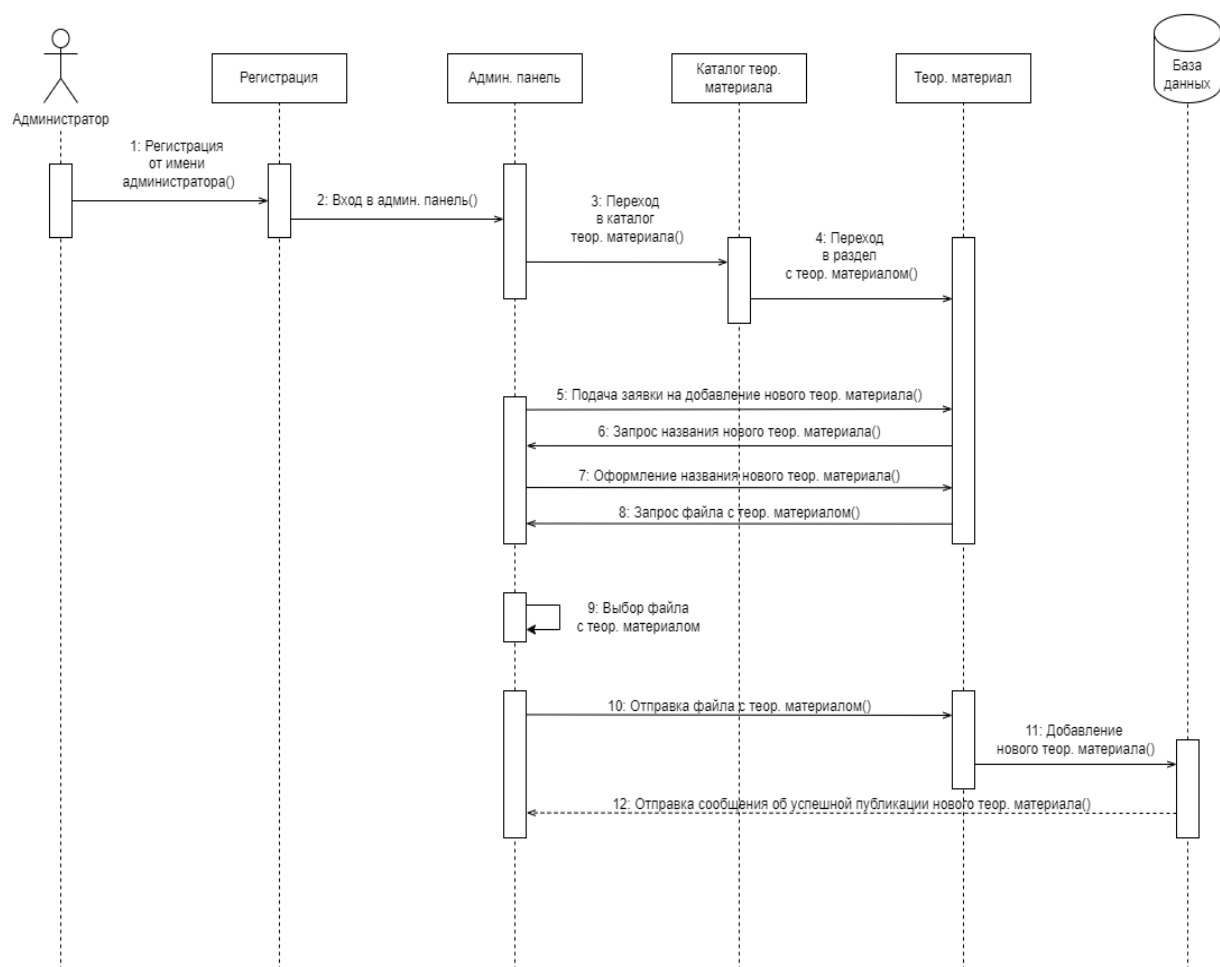 Администратор
Регистрация
Админ. панель
Каталог теор.
материала
Теор. материал
База
данных
1: Регистрация
от имени
администратора()
2: Вход в админ. панель()
3: Переход
в каталог
теор. материала()
4: Переход
в раздел
с теор. материалом()
5: Подача заявки на добавление нового теор. материала()
6: Запрос названия нового теор. материала()
7: Оформление названия нового теор. материала()
8: Запрос файла с теор. материалом()
9: Выбор файла
с теор. материалом
10: Отправка файла с теор. материалом()
11: Добавление
нового теор. материала()
12: Отправка сообщения об успешной публикации нового теор. материала()